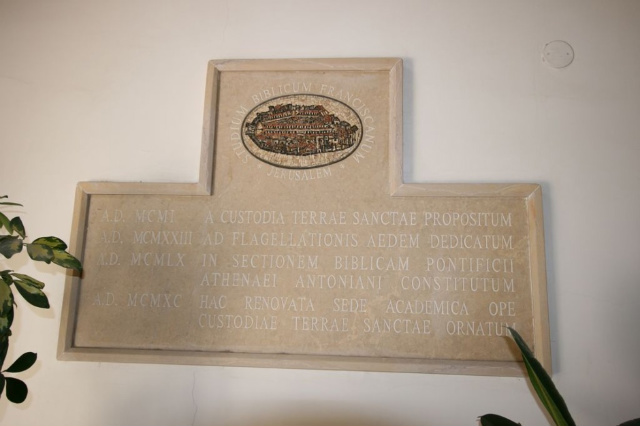 STUDIUM BIBLICUM FRANCISCANUM
JERUSALEM
A.D. MCMI A CUSTODIA TERRAE SANCTAE PROPOSITUM
A.D. MCMXXIII AD FLAGELLATIONIS AEDEM DEDICATUM
A.D. MCMLX IN SECTIONEM BIBLICAM PONTIFICII
ATHENAEI ANTONIANI CONSTITUTUM
A.D. MCMXC HAC RENOVATA SEDE ACADEMICA OPE
CUSTODIAE TERRAE SANCTAE ORNATUM